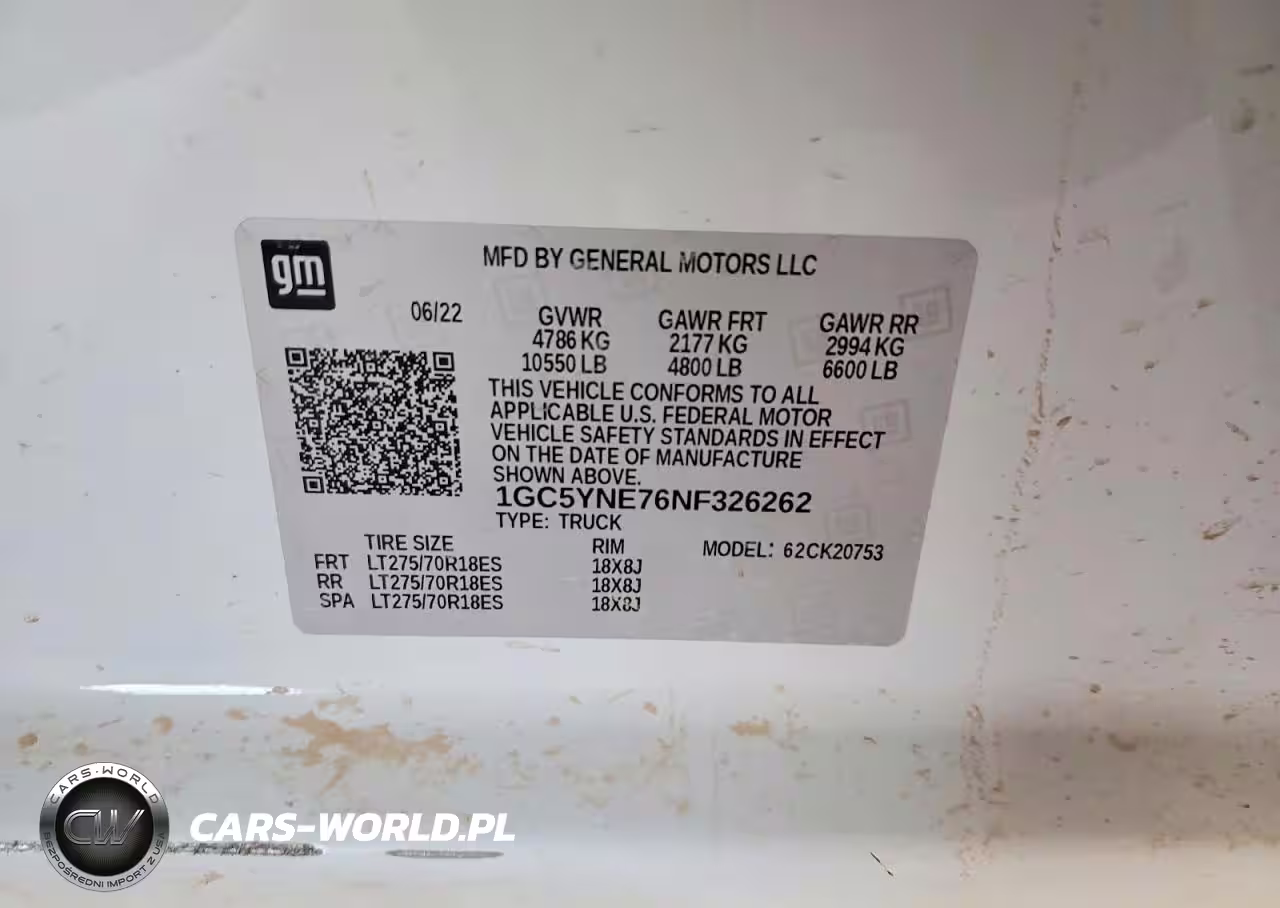 gm
MFD BY GENERAL MOTORS LLC
06/22
GVWR GAWR FRT GAWR RR
4786 KG 2177 KG 2994 KG
10550 LB 4800 LB 6600 LB
THIS VEHICLE CONFORMS TO ALL
APPLICABLE U.S. FEDERAL MOTOR
VEHICLE SAFETY STANDARDS IN EFFECT
ON THE DATE OF MANUFACTURE
SHOWN ABOVE.
1GC5YNE76NF326262
TYPE: TRUCK
TIRE SIZE RIM MODEL: 62CK20753
FRT LT275/70R18ES 18X8J
RR LT275/70R18ES 18X8J
SPA LT275/70R18ES 18X8J
CARS-WORLD
CW
BEZPOŚREDNI IMPORT Z USA
CARS-WORLD.PL